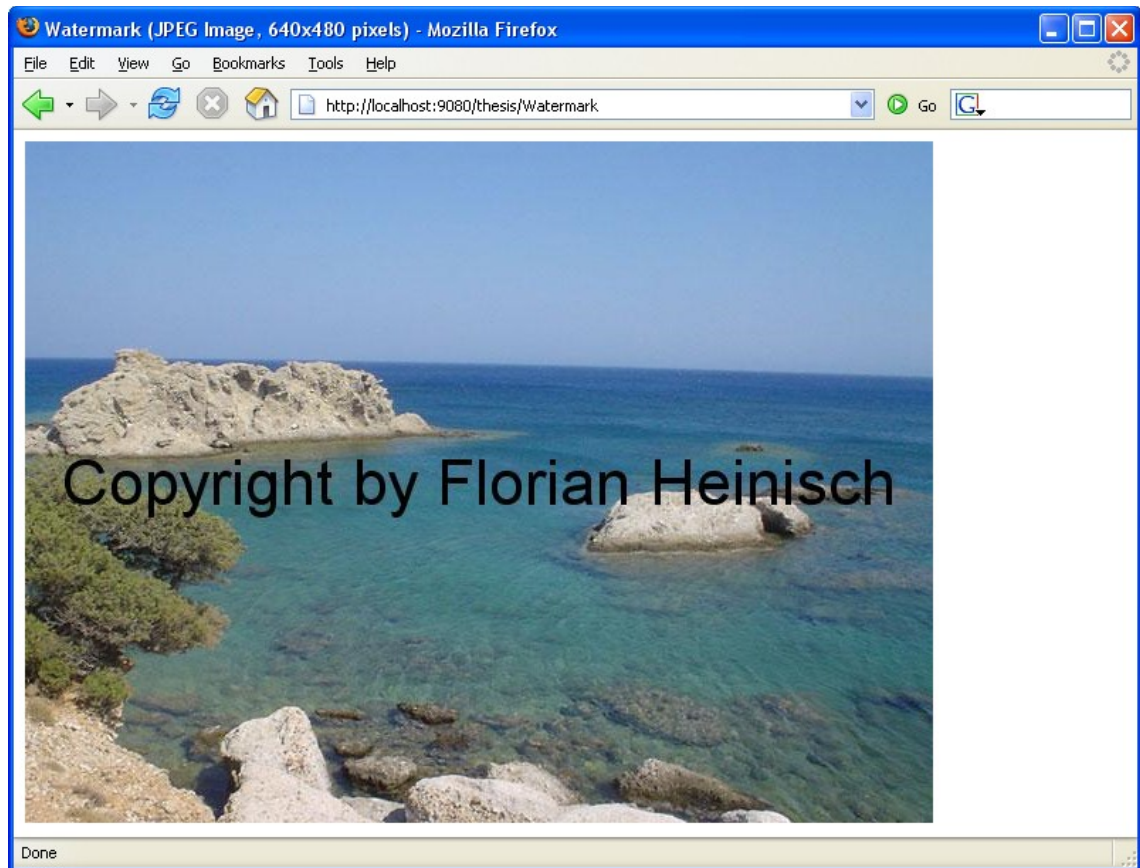 Watermark (JPEG Image, 640x480 pixels) - Mozilla Firefox
File Edit View Go Bookmarks Tools Help
http://localhost:9080/thesis/Watermark Go G
Copyright by Florian Heinisch
Done